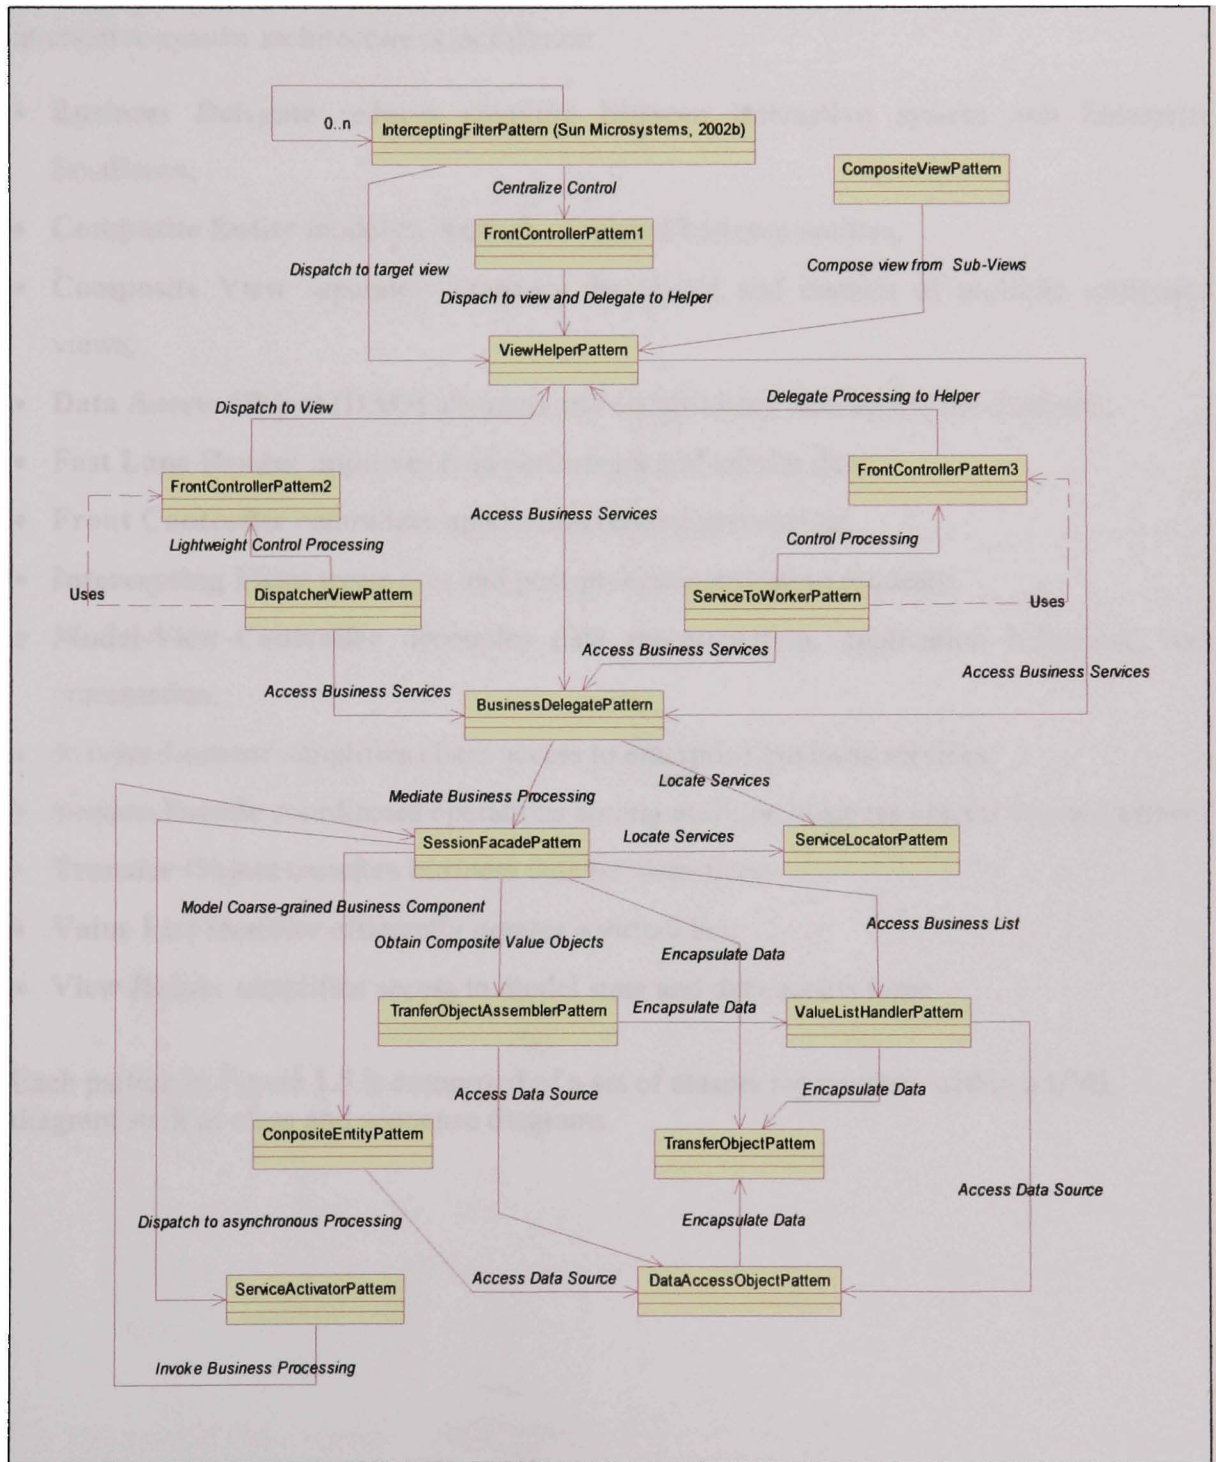 0..n
InterceptingFilterPattern (Sun Microsystems, 2002b)
CompositeViewPattern
Centralize Control
FrontControllerPattern1
Dispatch to target view
Compose view from Sub-Views
Dispach to view and Delegate to Helper
ViewHelperPattern
Dispatch to View
Delegate Processing to Helper
FrontControllerPattern2
FrontControllerPattern3
Access Business Services
Lightweight Control Processing
Control Processing
Uses
DispatcherViewPattern
ServiceToWorkerPattern
Uses
Access Business Services
Access Business Services
Access Business Services
BusinessDelegatePattern
Locate Services
Mediate Business Processing
SessionFacadePattern
Locate Services
ServiceLocatorPattern
Model Coarse-grained Business Component
Access Business List
Obtain Composite Value Objects
Encapsulate Data
TranferObjectAssemblerPattern
Encapsulate Data
ValueListHandlerPattern
Access Data Source
Encapsulate Data
ConpositeEntityPattern
TransferObjectPattern
Access Data Source
Dispatch to asynchronous Processing
Encapsulate Data
Access Data Source
DataAccessObjectPattern
ServiceActivatorPattern
Invoke Business Processing